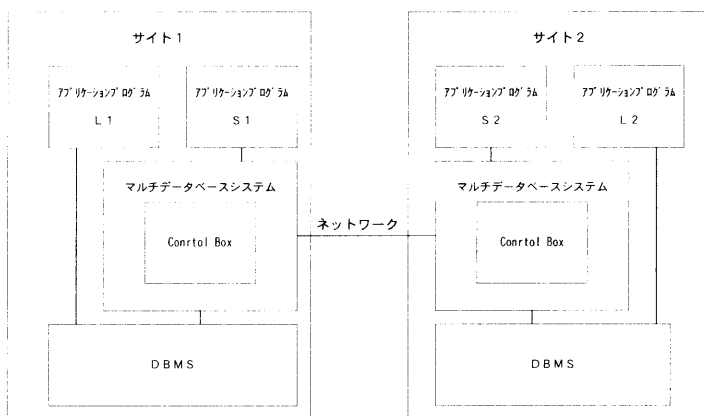 サイト1
サイト2
アプリケーションプログラム
L1
アプリケーションプログラム
S1
アプリケーションプログラム
S2
アプリケーションプログラム
L2
マルチデータベースシステム
Conrtol Box
ネットワーク
マルチデータベースシステム
Conrtol Box
DBMS
DBMS